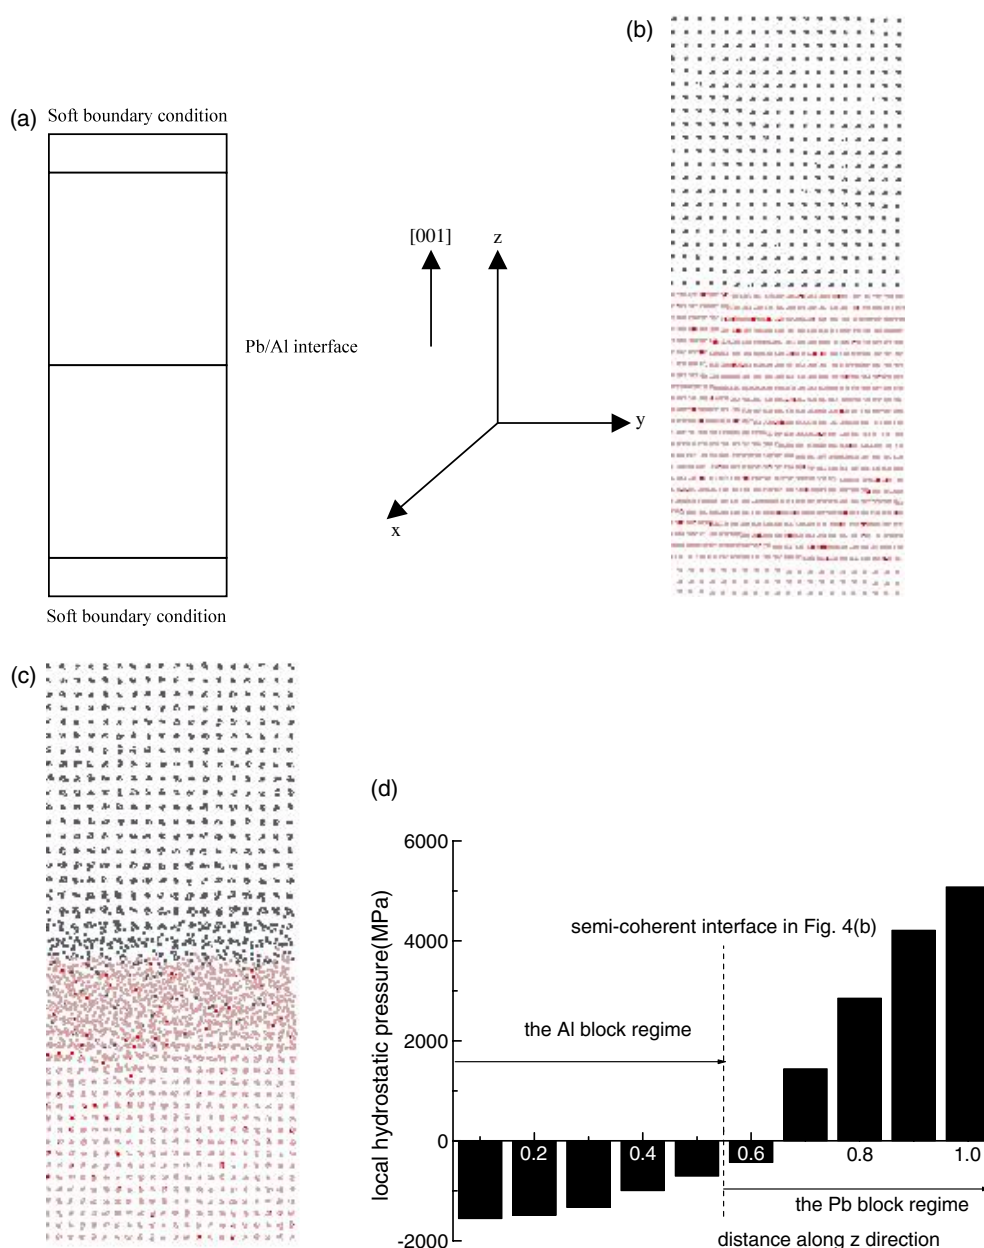 (a)
Soft boundary condition
Pb/Al interface
Soft boundary condition
[001]
z
y
x
(b)
(c)
(d)
local hydrostatic pressure(MPa)
6000
4000
2000
0
-2000
semi-coherent interface in Fig. 4(b)
the Al block regime
0.2 0.4 0.6 0.8 1.0
the Pb block regime
distance along z direction